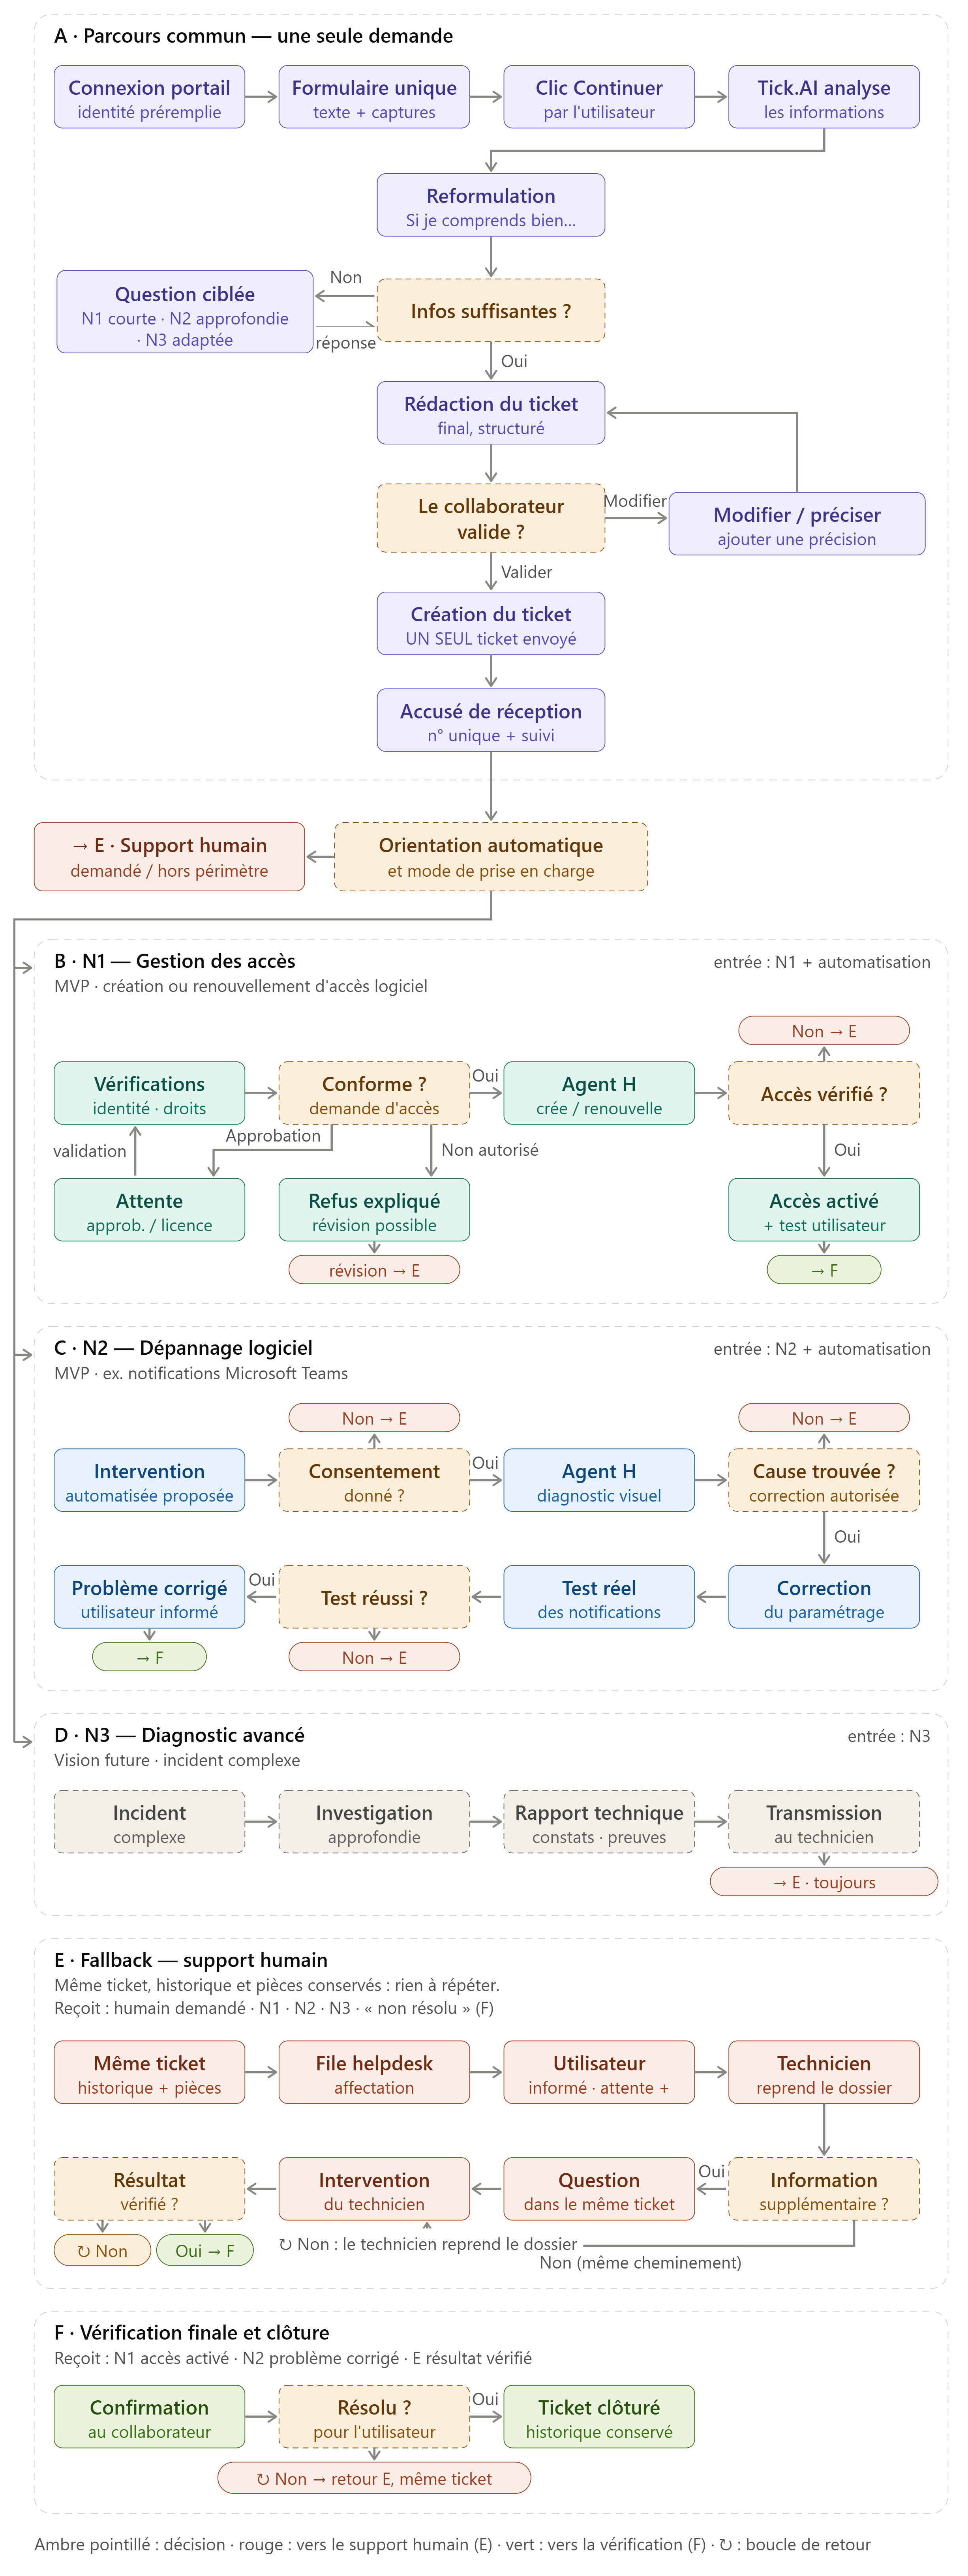 A · Parcours commun — une seule demande
Connexion portail
identité préremplie
Formulaire unique
texte + captures
Clic Continuer
par l'utilisateur
Tick.AI analyse
les informations
Reformulation
Si je comprends bien...
Non
Question ciblée
N1 courte · N2 approfondie
· N3 adaptée
Infos suffisantes ?
réponse
Oui
Rédaction du ticket
final, structuré
Le collaborateur
valide ?
Modifier
Modifier / préciser
ajouter une précision
Valider
Création du ticket
UN SEUL ticket envoyé
Accusé de réception
n° unique + suivi
→ E · Support humain
demandé / hors périmètre
Orientation automatique
et mode de prise en charge
B · N1 — Gestion des accès
entrée : N1 + automatisation
MVP · création ou renouvellement d'accès logiciel
Non → E
Vérifications
identité · droits
Conforme ?
demande d'accès
Oui
Agent H
crée / renouvelle
Accès vérifié ?
validation
Approbation
Non autorisé
Oui
Attente
approb. / licence
Refus expliqué
révision possible
Accès activé
+ test utilisateur
révision → E
→ F
C · N2 — Dépannage logiciel
entrée : N2 + automatisation
MVP · ex. notifications Microsoft Teams
Non → E
Non → E
Intervention
automatisée proposée
Consentement
donné ?
Oui
Agent H
diagnostic visuel
Cause trouvée ?
correction autorisée
Oui
Problème corrigé
utilisateur informé
Oui
Test réussi ?
Test réel
des notifications
Correction
du paramétrage
→ F
Non → E
D · N3 — Diagnostic avancé
entrée : N3
Vision future · incident complexe
Incident
complexe
Investigation
approfondie
Rapport technique
constats · preuves
Transmission
au technicien
→ E · toujours
E · Fallback — support humain
Même ticket, historique et pièces conservés : rien à répéter.
Reçoit : humain demandé · N1 · N2 · N3 · « non résolu » (F)
Même ticket
historique + pièces
File helpdesk
affectation
Utilisateur
informé · attente +
Technicien
reprend le dossier
Résultat
vérifié ?
Intervention
du technicien
Question
dans le même ticket
Oui
Information
supplémentaire ?
↻ Non
Oui → F
↻ Non : le technicien reprend le dossier
Non (même cheminement)
F · Vérification finale et clôture
Reçoit : N1 accès activé · N2 problème corrigé · E résultat vérifié
Confirmation
au collaborateur
Résolu ?
pour l'utilisateur
Oui
Ticket clôturé
historique conservé
↻ Non → retour E, même ticket
Ambre pointillé : décision · rouge : vers le support humain (E) · vert : vers la vérification (F) · ↻ : boucle de retour